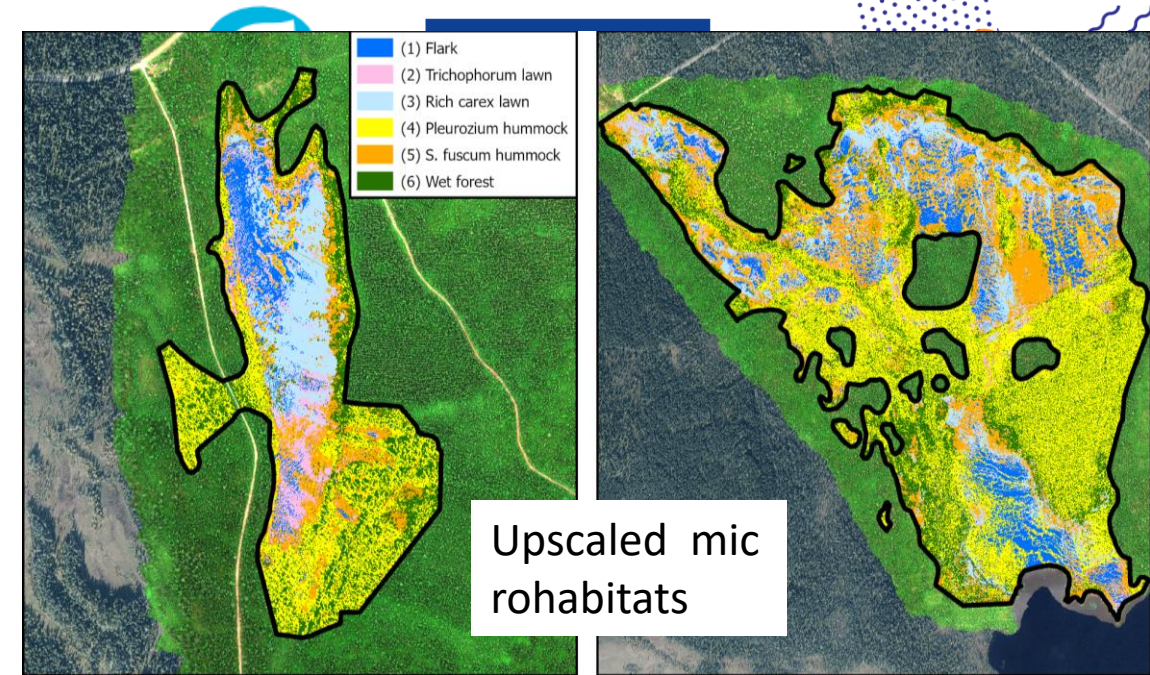 (1) Flark
(2) Trichophorum lawn
(3) Rich carex lawn
(4) Pleurozium hummock
(5) S. fuscum hummock
(6) Wet forest
Upscaled mic
rohabitats